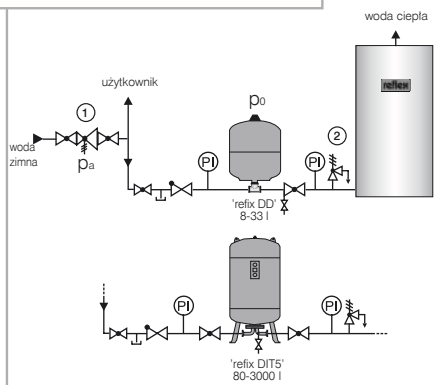 woda ciepła
reflex
użytkownik
1
p0
2
woda
zimna
pa
PI
PI
'refix DD'
8-33 l
PI
PI
'refix DIT5'
80-3000 l